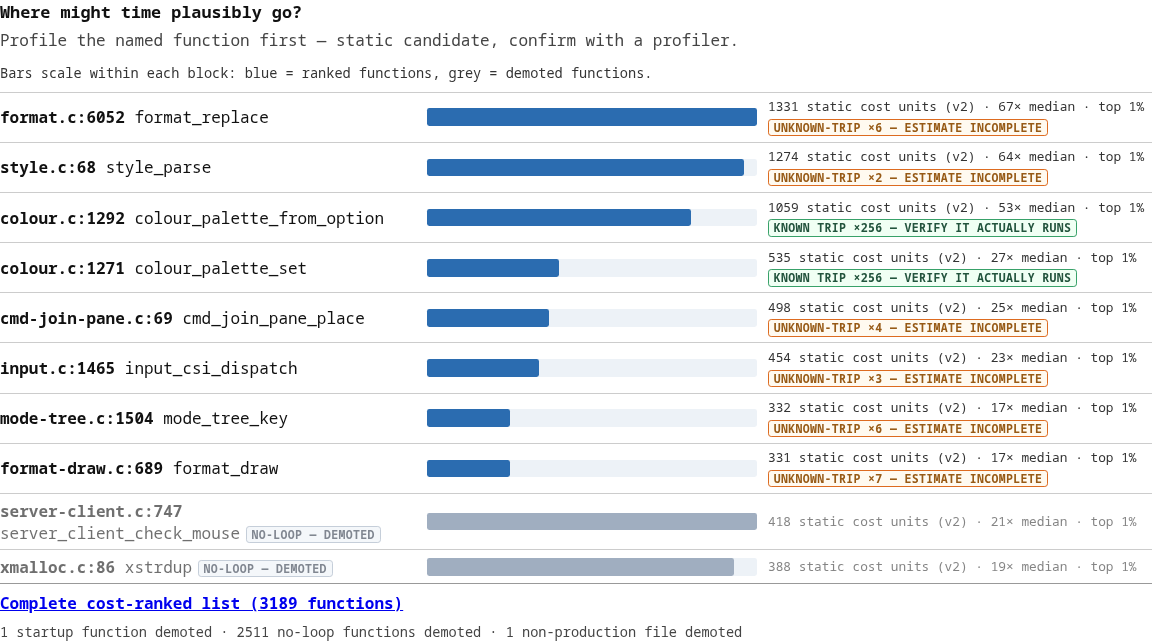 Where might time plausibly go?
Profile the named function first — static candidate, confirm with a profiler.
Bars scale within each block: blue = ranked functions, grey = demoted functions.
format.c:6052 format_replace
1331 static cost units (v2) · 67× median · top 1%
UNKNOWN-TRIP ×6 — ESTIMATE INCOMPLETE
style.c:68 style_parse
1274 static cost units (v2) · 64× median · top 1%
UNKNOWN-TRIP ×2 — ESTIMATE INCOMPLETE
colour.c:1292 colour_palette_from_option
1059 static cost units (v2) · 53× median · top 1%
KNOWN TRIP ×256 — VERIFY IT ACTUALLY RUNS
colour.c:1271 colour_palette_set
535 static cost units (v2) · 27× median · top 1%
KNOWN TRIP ×256 — VERIFY IT ACTUALLY RUNS
cmd-join-pane.c:69 cmd_join_pane_place
498 static cost units (v2) · 25× median · top 1%
UNKNOWN-TRIP ×4 — ESTIMATE INCOMPLETE
input.c:1465 input_csi_dispatch
454 static cost units (v2) · 23× median · top 1%
UNKNOWN-TRIP ×3 — ESTIMATE INCOMPLETE
mode-tree.c:1504 mode_tree_key
332 static cost units (v2) · 17× median · top 1%
UNKNOWN-TRIP ×6 — ESTIMATE INCOMPLETE
format-draw.c:689 format_draw
331 static cost units (v2) · 17× median · top 1%
UNKNOWN-TRIP ×7 — ESTIMATE INCOMPLETE
server-client.c:747
server_client_check_mouse NO-LOOP — DEMOTED
418 static cost units (v2) · 21× median · top 1%
xmalloc.c:86 xstrdup NO-LOOP — DEMOTED
388 static cost units (v2) · 19× median · top 1%
Complete cost-ranked list (3189 functions)
1 startup function demoted · 2511 no-loop functions demoted · 1 non-production file demoted